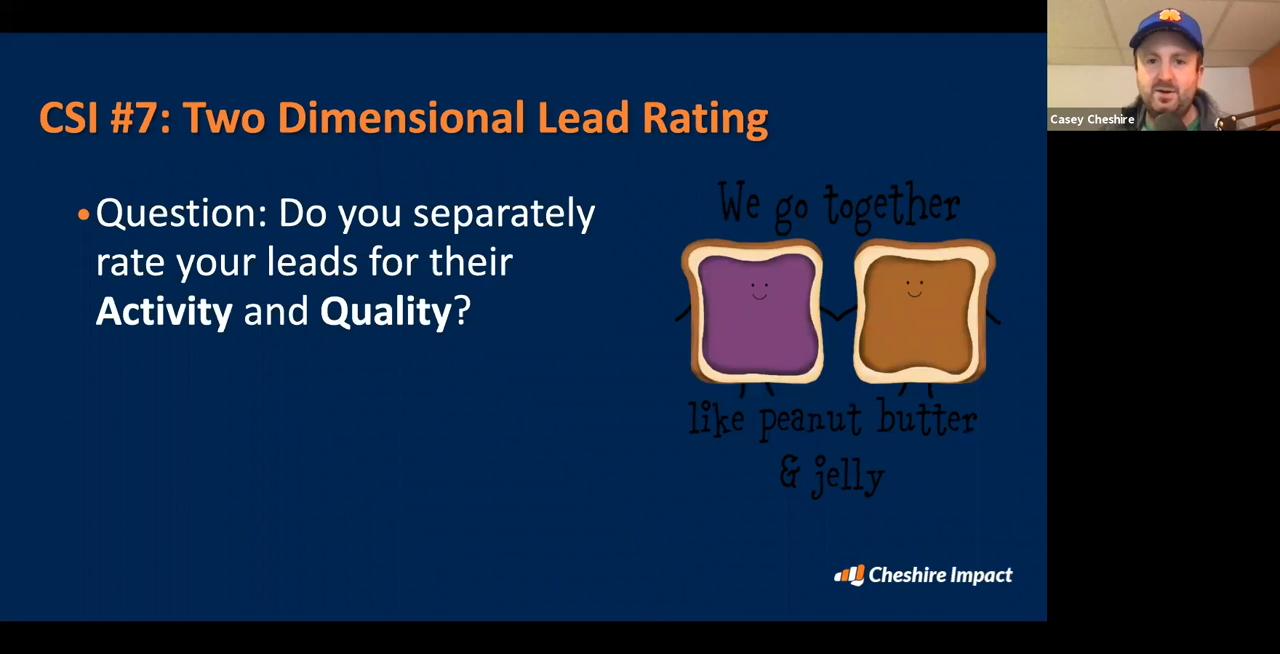 CSI #7: Two Dimensional Lead Rating
•Question: Do you separately
rate your leads for their
Activity and Quality?
We go together
like peanut butter
& jelly
Cheshire Impact
Casey Cheshire